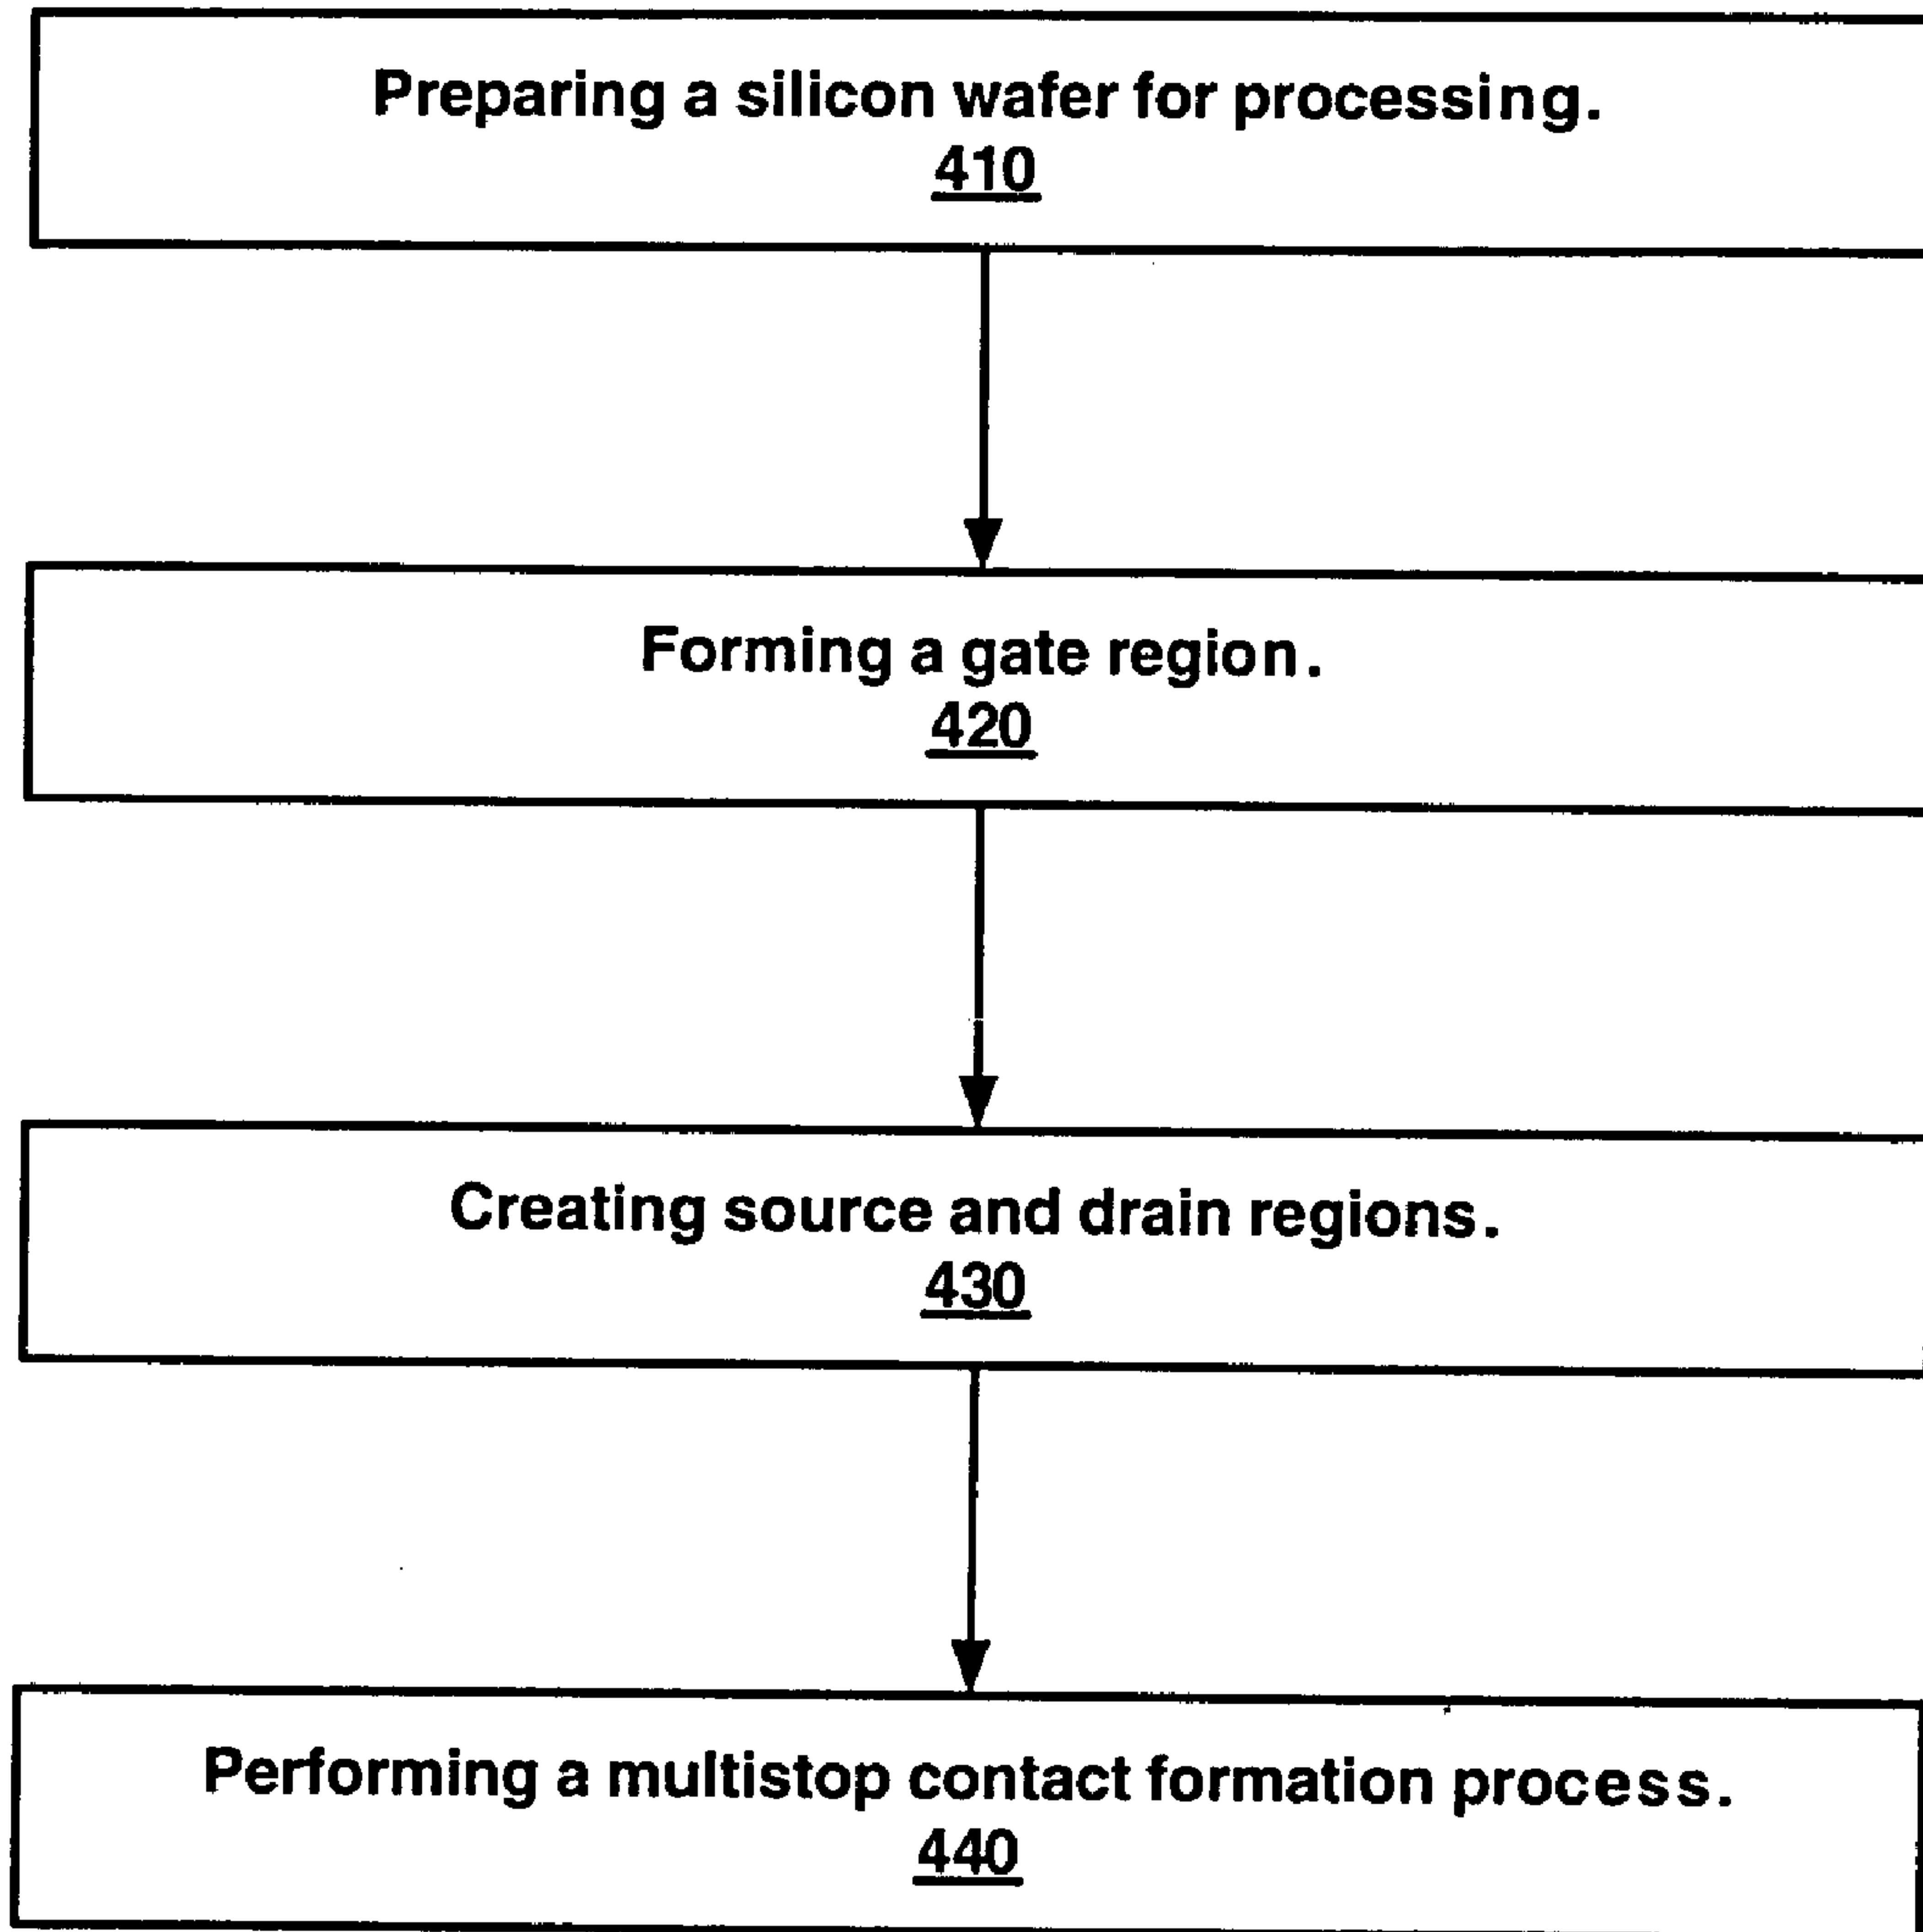 Preparing a silicon wafer for processing.
410
Forming a gate region.
420
Creating source and drain regions.
430
Performing a multistop contact formation process.
440